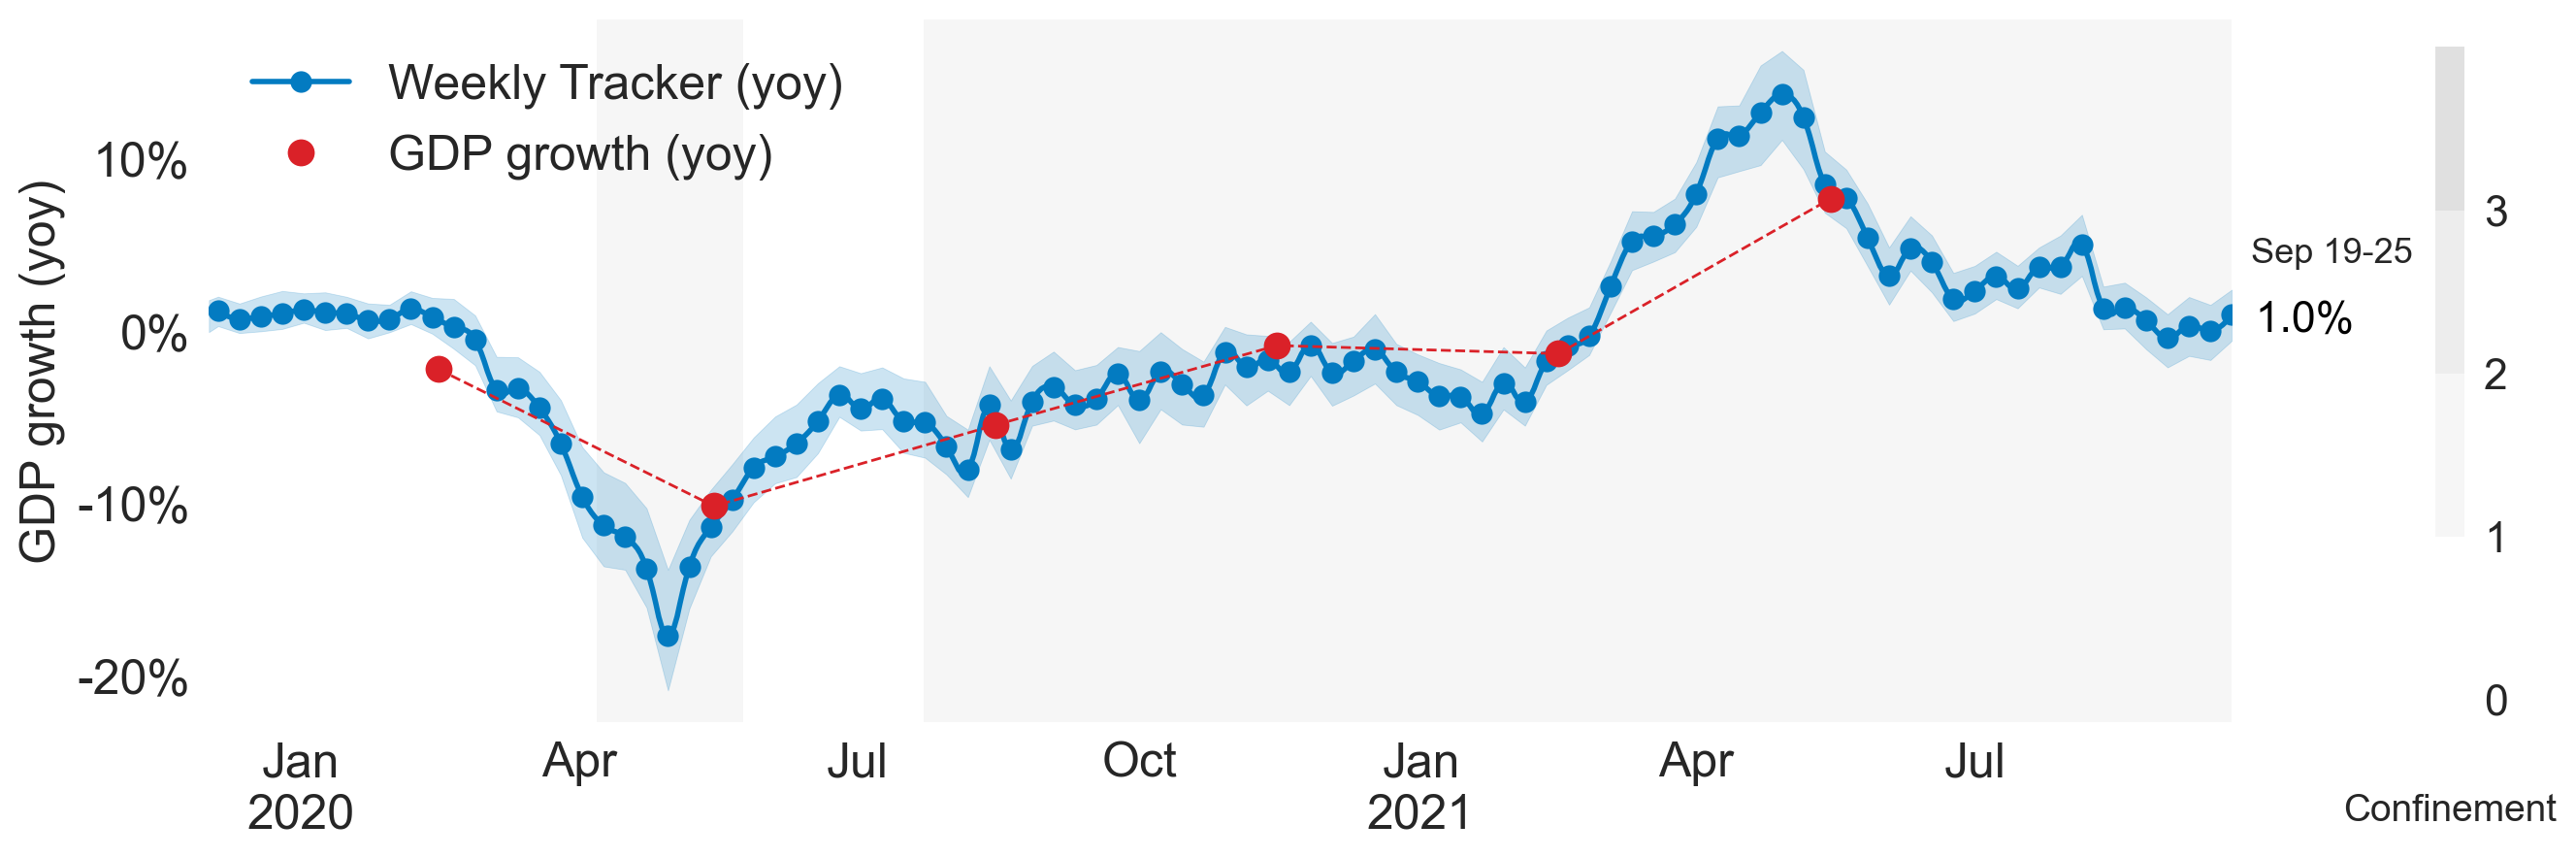 Weekly Tracker (yoy)
GDP growth (yoy)
GDP growth (yoy)
10%
0%
-10%
-20%
Jan
2020
Apr
Jul
Oct
Jan
2021
Apr
Jul
Sep 19-25
1.0%
3
2
1
0
Confinement